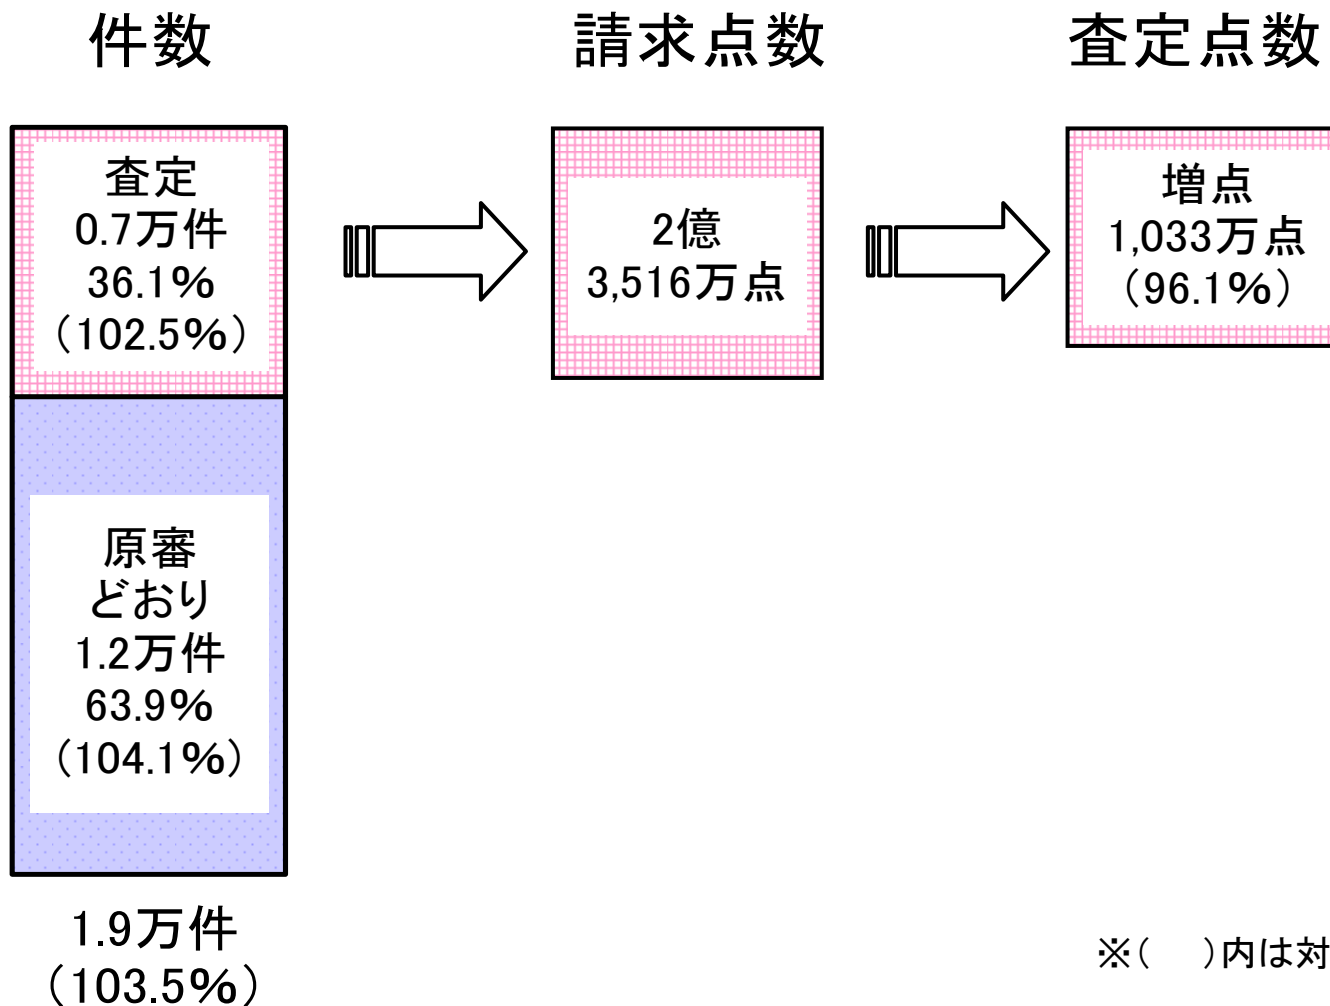 件数
請求点数
査定点数
査定
0.7万件
36.1%
（102.5%）
2億
3,516万点
増点
1,033万点
（96.1%）
原審
どおり
1.2万件
63.9%
（104.1%）
1.9万件
（103.5%）
※（　）内は対